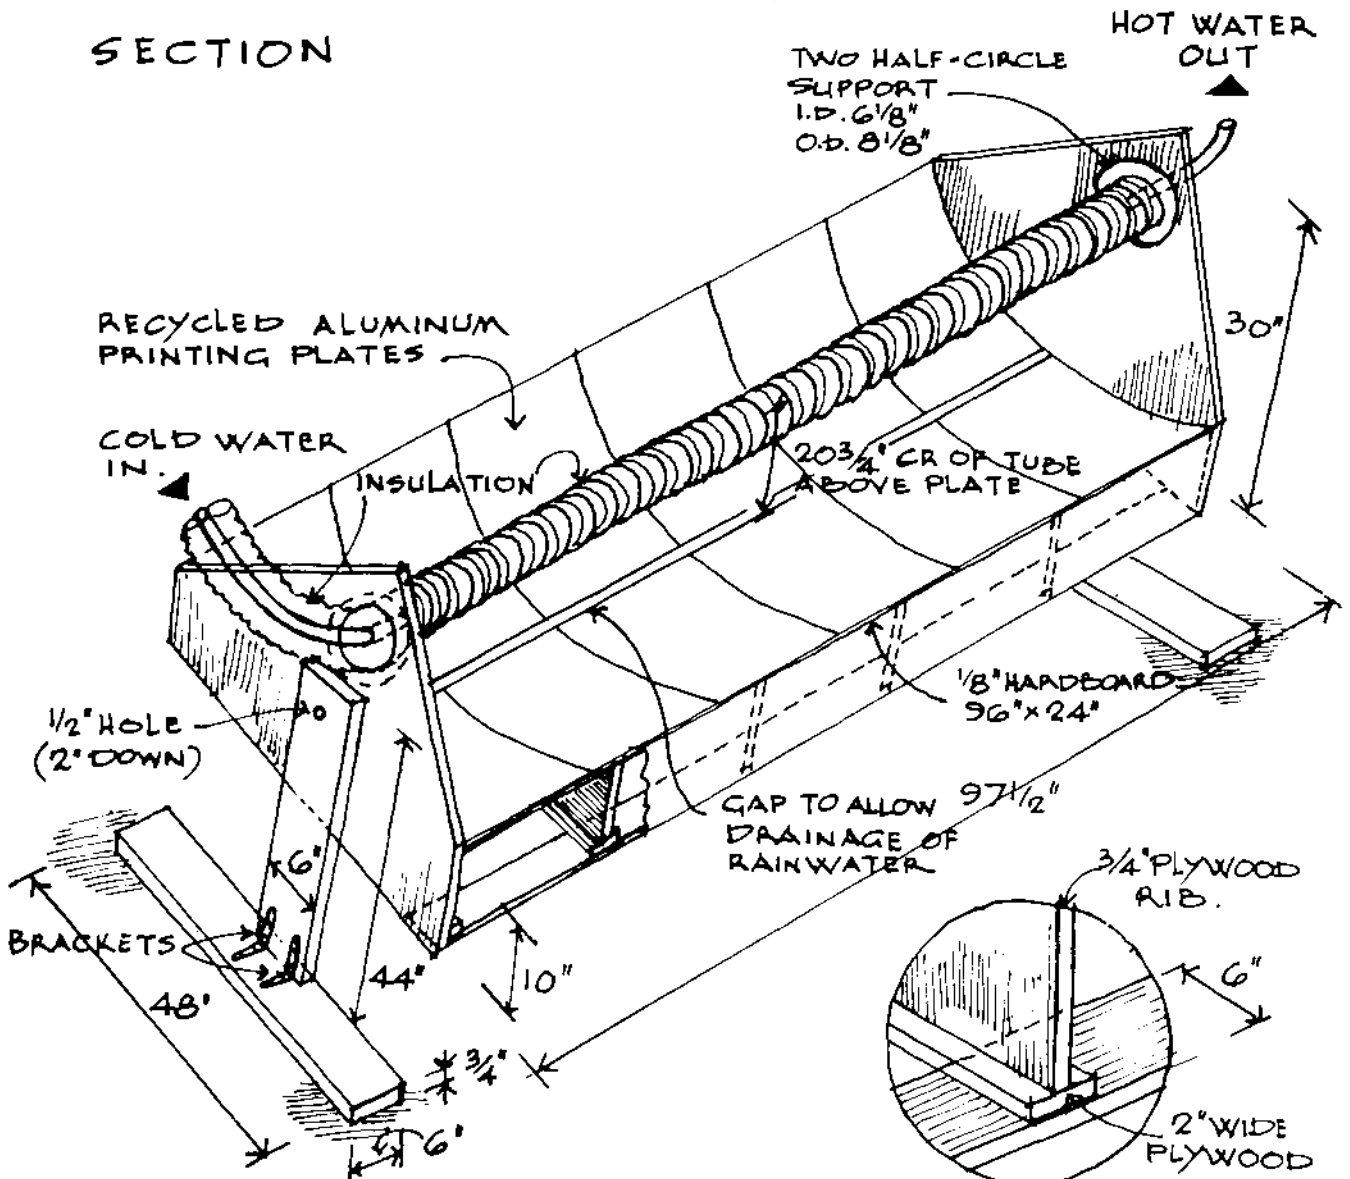 SECTION
HOT WATER
OUT
TWO HALF-CIRCLE
SUPPORT
I.D. 6 1/8"
O.D. 8 1/8"
30"
RECYCLED ALUMINUM
PRINTING PLATES
COLD WATER
IN.
INSULATION
20 3/4" CR OF TUBE
ABOVE PLATE
1/8" HARDBOARD
96" x 24"
1/2" HOLE
(2" DOWN)
GAP TO ALLOW
DRAINAGE OF
RAINWATER
97 1/2"
3/4" PLYWOOD
RIB.
6"
BRACKETS
44"
10"
6"
48'
3/4"
6"
2" WIDE
PLYWOOD